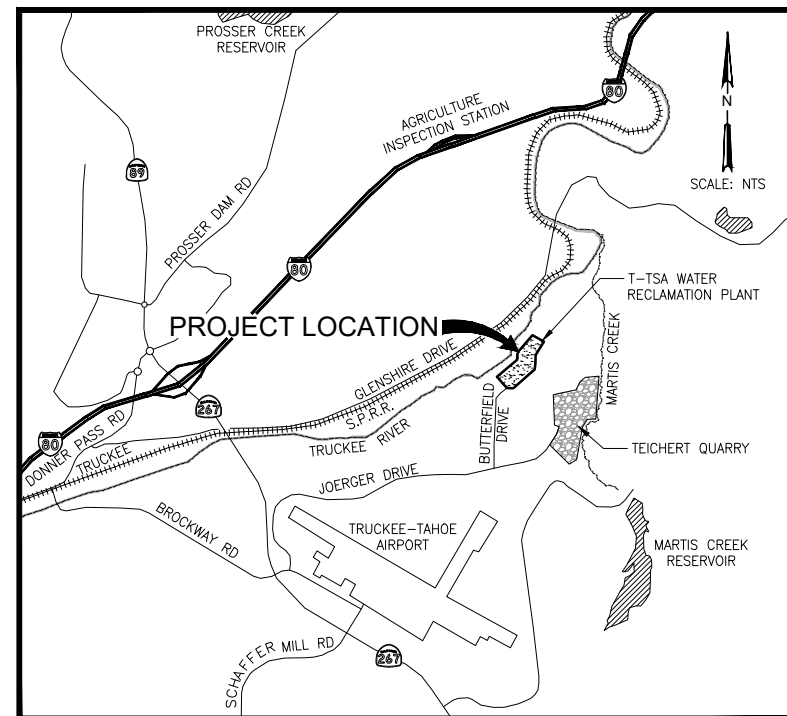 PROSSER CREEK
RESERVOIR
80
AGRICULTURE
INSPECTION STATION
N
SCALE: NTS
89
PROSSER DAM RD
80
T-TSA WATER
RECLAMATION PLANT
PROJECT LOCATION
GLENSHIRE DRIVE
S.P.R.R.
TRUCKEE RIVER
MARTIS CREEK
BUTTERFIELD
DRIVE
267
DONNER PASS RD
80
TRUCKEE
TEICHERT QUARRY
JOERGER DRIVE
BROCKWAY RD
TRUCKEE-TAHOE
AIRPORT
MARTIS CREEK
RESERVOIR
SCHAFFER MILL RD
267